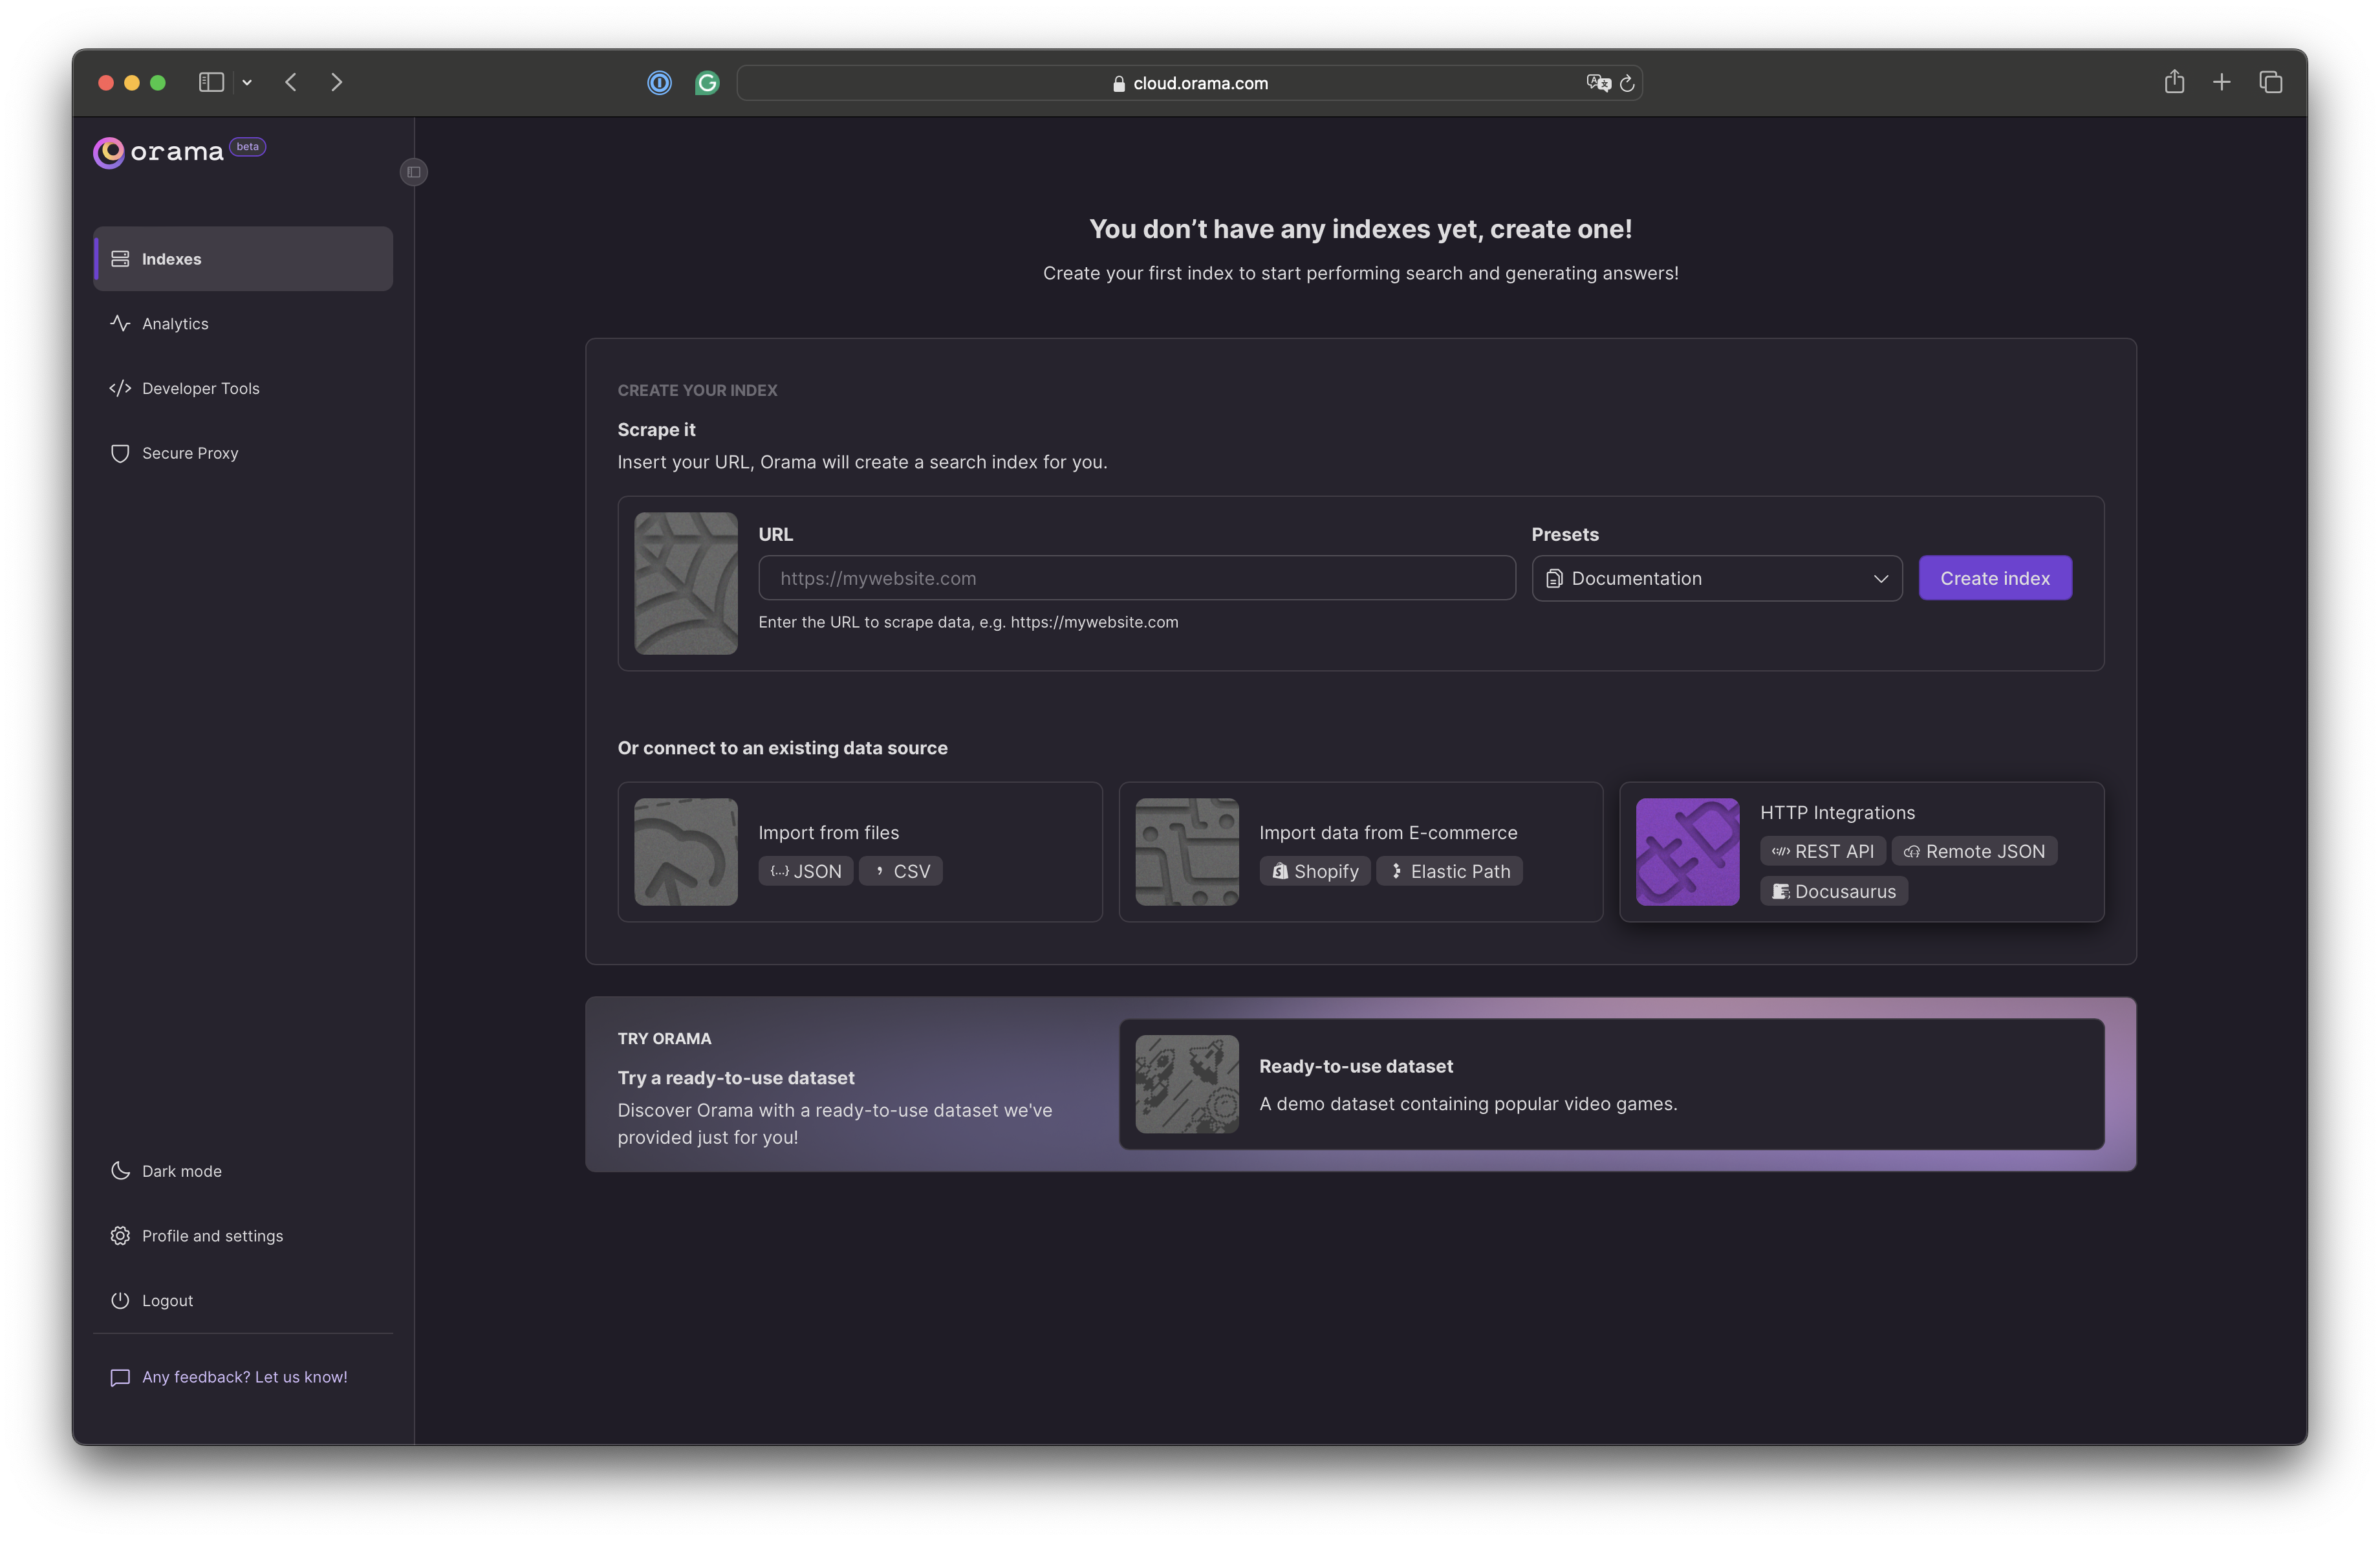 cloud.orama.com
orama beta
Indexes
Analytics
Developer Tools
Secure Proxy
Dark mode
Profile and settings
Logout
Any feedback? Let us know!
You don’t have any indexes yet, create one!
Create your first index to start performing search and generating answers!
CREATE YOUR INDEX
Scrape it
Insert your URL, Orama will create a search index for you.
URL
https://mywebsite.com
Enter the URL to scrape data, e.g. https://mywebsite.com
Presets
Documentation
Create index
Or connect to an existing data source
Import from files
{...} JSON , CSV
Import data from E-commerce
Shopify Elastic Path
HTTP Integrations
REST API Remote JSON
Docusaurus
TRY ORAMA
Try a ready-to-use dataset
Discover Orama with a ready-to-use dataset we've
provided just for you!
Ready-to-use dataset
A demo dataset containing popular video games.